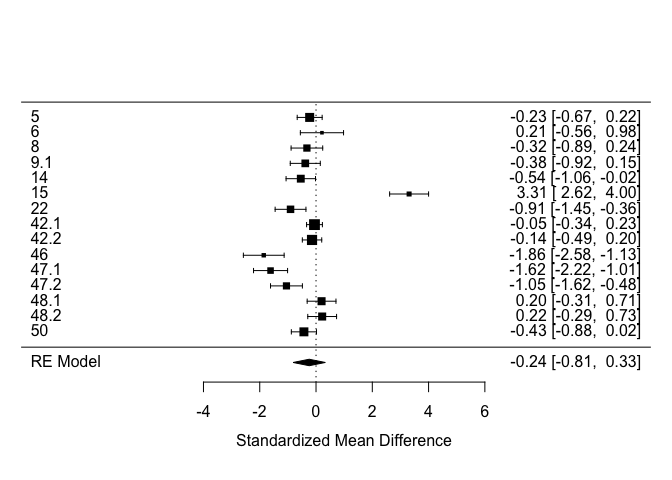 5 -0.23 [-0.67, 0.22]
6 0.21 [-0.56, 0.98]
8 -0.32 [-0.89, 0.24]
9.1 -0.38 [-0.92, 0.15]
14 -0.54 [-1.06, -0.02]
15 3.31 [ 2.62, 4.00]
22 -0.91 [-1.45, -0.36]
42.1 -0.05 [-0.34, 0.23]
42.2 -0.14 [-0.49, 0.20]
46 -1.86 [-2.58, -1.13]
47.1 -1.62 [-2.22, -1.01]
47.2 -1.05 [-1.62, -0.48]
48.1 0.20 [-0.31, 0.71]
48.2 0.22 [-0.29, 0.73]
50 -0.43 [-0.88, 0.02]
RE Model -0.24 [-0.81, 0.33]
-4 -2 0 2 4 6
Standardized Mean Difference